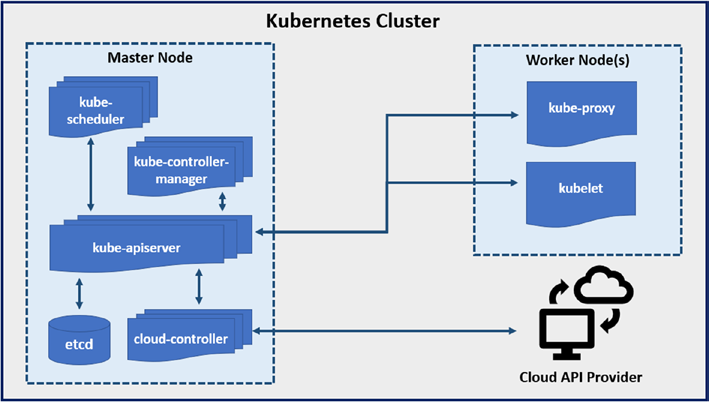 Kubernetes Cluster
Master Node
kube-
scheduler
kube-controller-
manager
kube-apiserver
etcd
cloud-controller
Worker Node(s)
kube-proxy
kubelet
Cloud API Provider